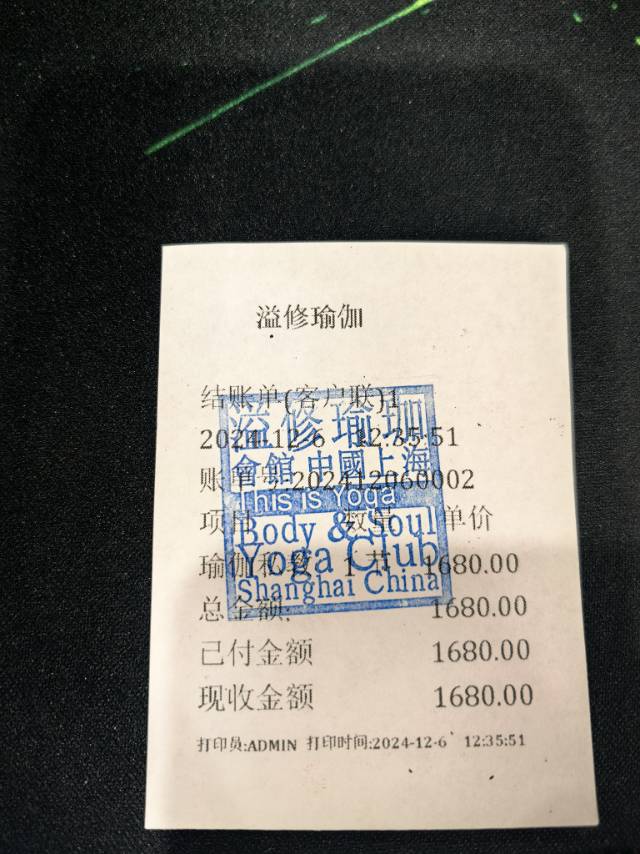 溢修瑜伽
结账单(客户联)1
2024-12-6 12:35:51
账单号:202412060002
项目 数量 单价
瑜伽私教 1 节 1680.00
总金额: 1680.00
已付金额 1680.00
现收金额 1680.00
打印员:ADMIN 打印时间:2024-12-6 12:35:51
溢修瑜珈
會館 中國上海
This is Yoga
Body & Soul
Yoga Club
Shanghai China